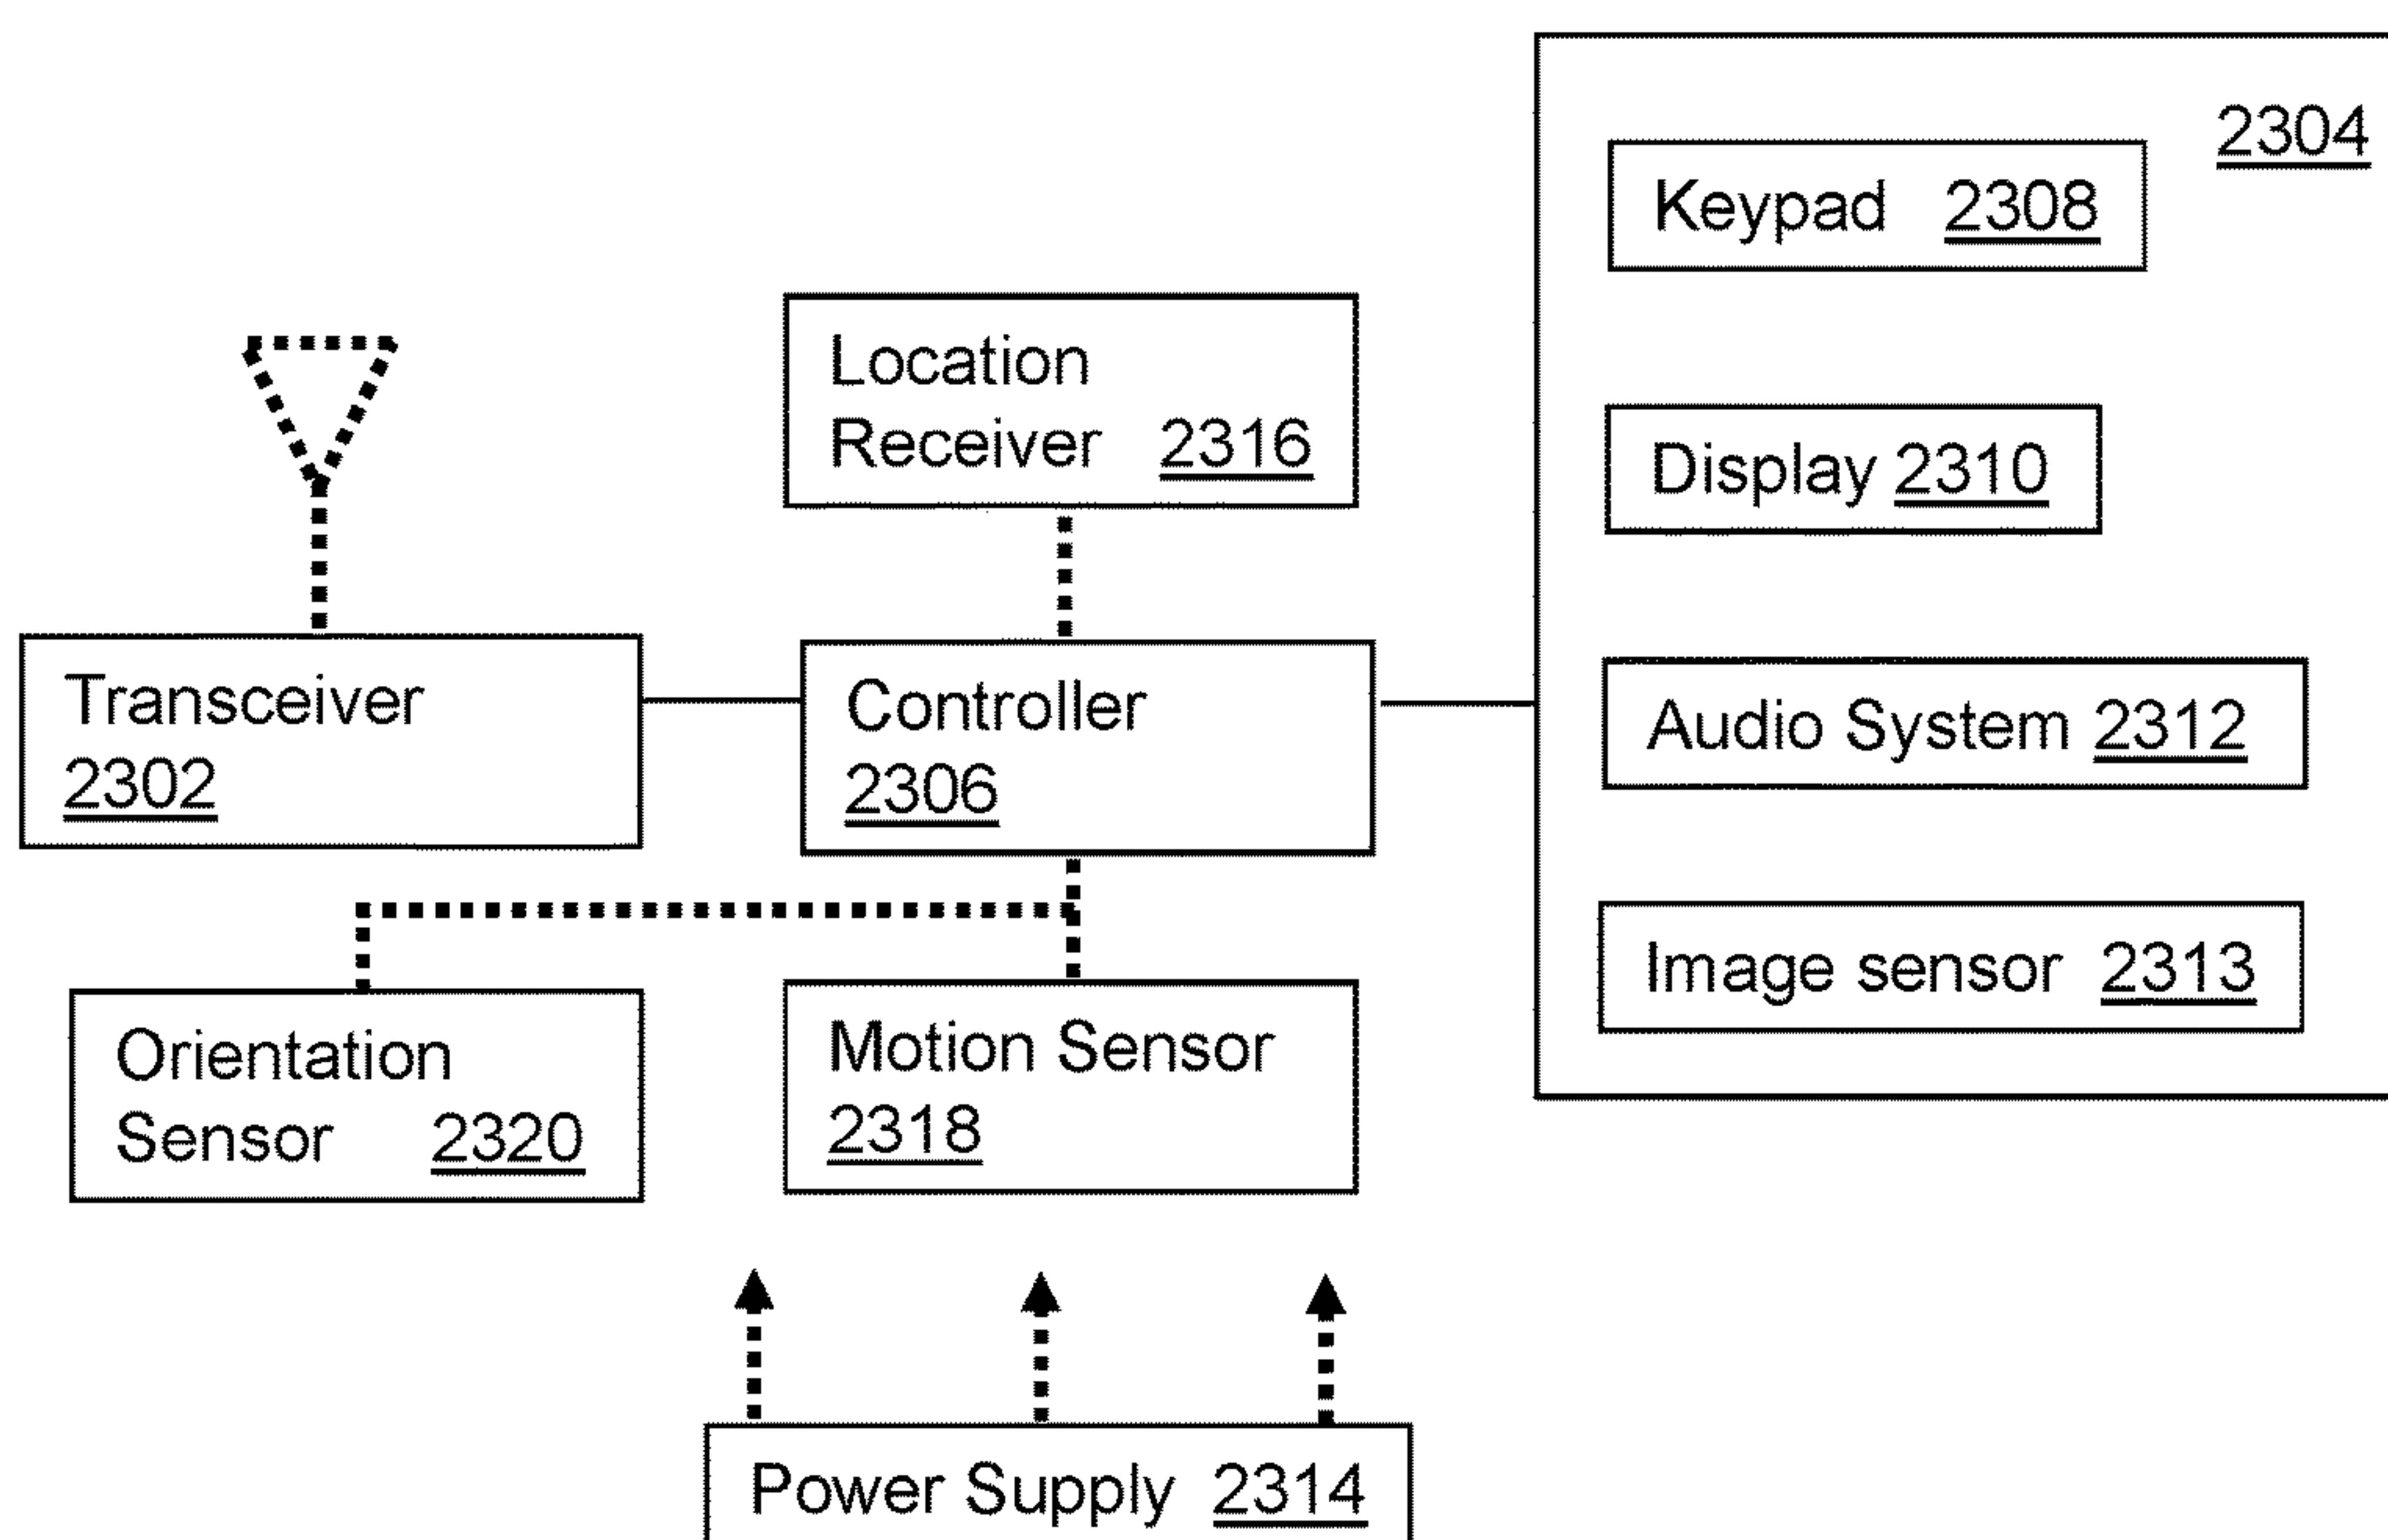 2304
Keypad 2308
Location
Receiver 2316
Display 2310
Transceiver
2302
Controller
2306
Audio System 2312
Image sensor 2313
Orientation
Sensor 2320
Motion Sensor
2318
Power Supply 2314